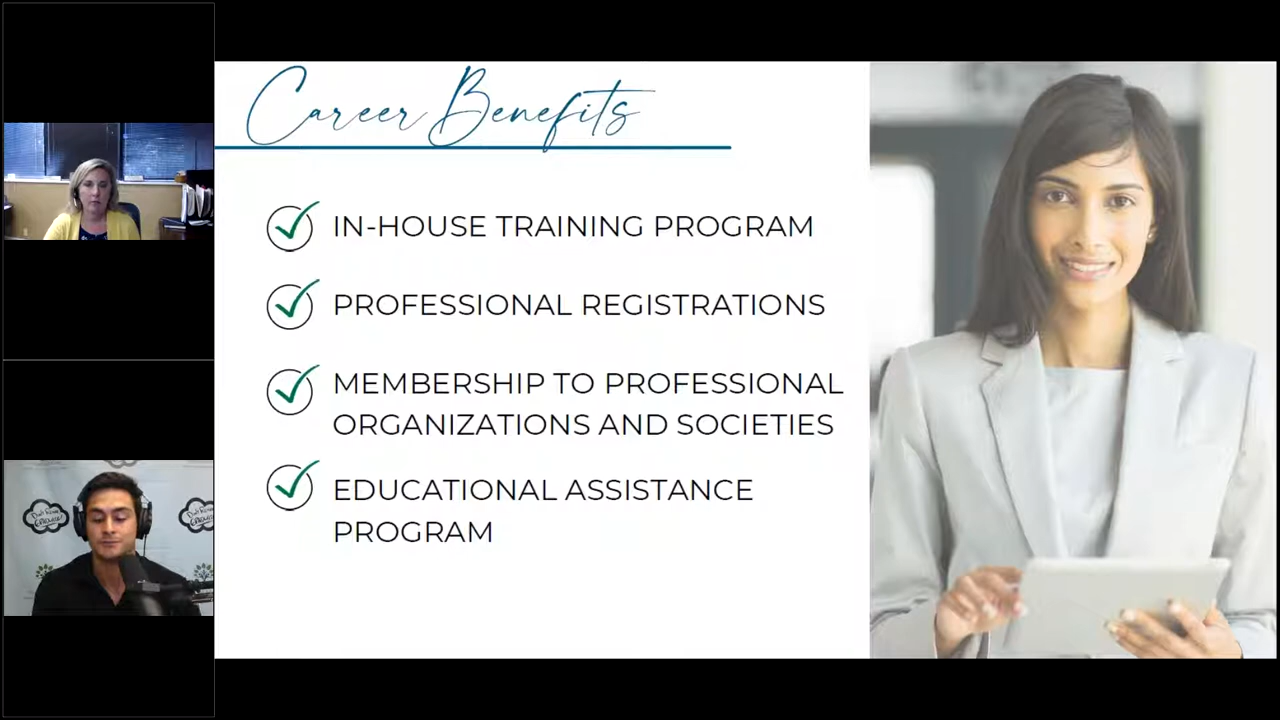 Career Benefits
IN-HOUSE TRAINING PROGRAM
PROFESSIONAL REGISTRATIONS
MEMBERSHIP TO PROFESSIONAL
ORGANIZATIONS AND SOCIETIES
EDUCATIONAL ASSISTANCE
PROGRAM